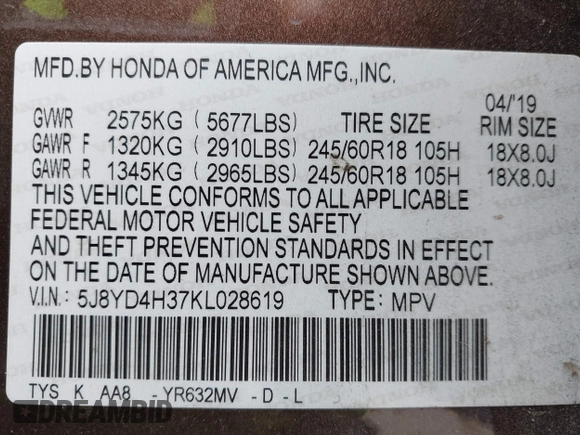 MFD.BY HONDA OF AMERICA MFG.,INC.
04/'19
GVWR 2575KG ( 5677LBS) TIRE SIZE RIM SIZE
GAWR F 1320KG ( 2910LBS) 245/60R18 105H 18X8.0J
GAWR R 1345KG ( 2965LBS) 245/60R18 105H 18X8.0J
THIS VEHICLE CONFORMS TO ALL APPLICABLE
FEDERAL MOTOR VEHICLE SAFETY
AND THEFT PREVENTION STANDARDS IN EFFECT
ON THE DATE OF MANUFACTURE SHOWN ABOVE.
V.I.N.: 5J8YD4H37KL028619 TYPE: MPV
TYS K AA8 YR632MV -D-L
DREAMBID